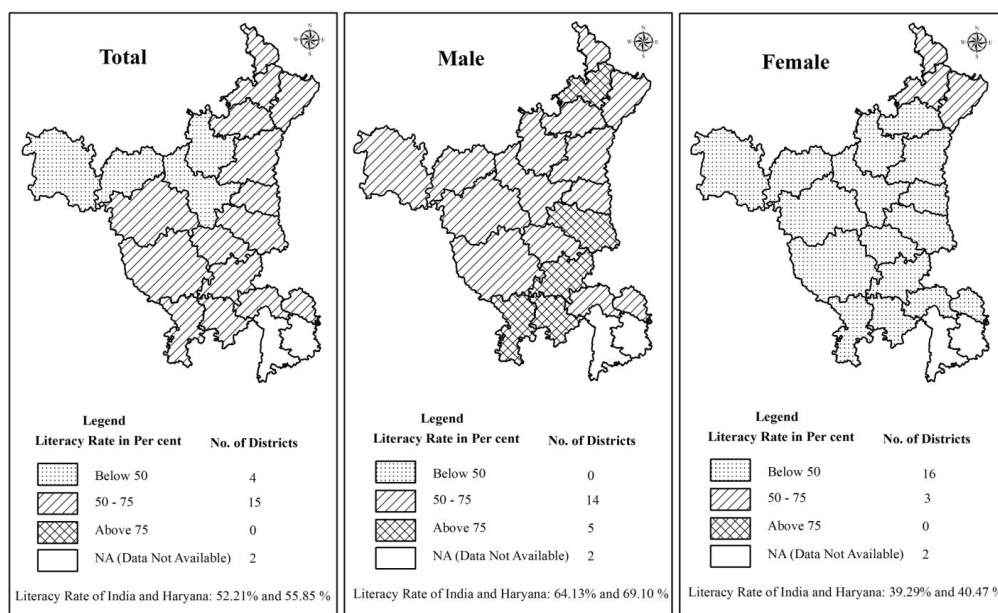 Total
N
W E
S
Legend
Literacy Rate in Per cent No. of Districts
Below 50 4
50 - 75 15
Above 75 0
NA (Data Not Available) 2
Literacy Rate of India and Haryana: 52.21% and 55.85 %
Male
N
W E
S
Legend
Literacy Rate in Per cent No. of Districts
Below 50 0
50 - 75 14
Above 75 5
NA (Data Not Available) 2
Literacy Rate of India and Haryana: 64.13% and 69.10 %
Female
N
W E
S
Legend
Literacy Rate in Per cent No. of Districts
Below 50 16
50 - 75 3
Above 75 0
NA (Data Not Available) 2
Literacy Rate of India and Haryana: 39.29% and 40.47 %